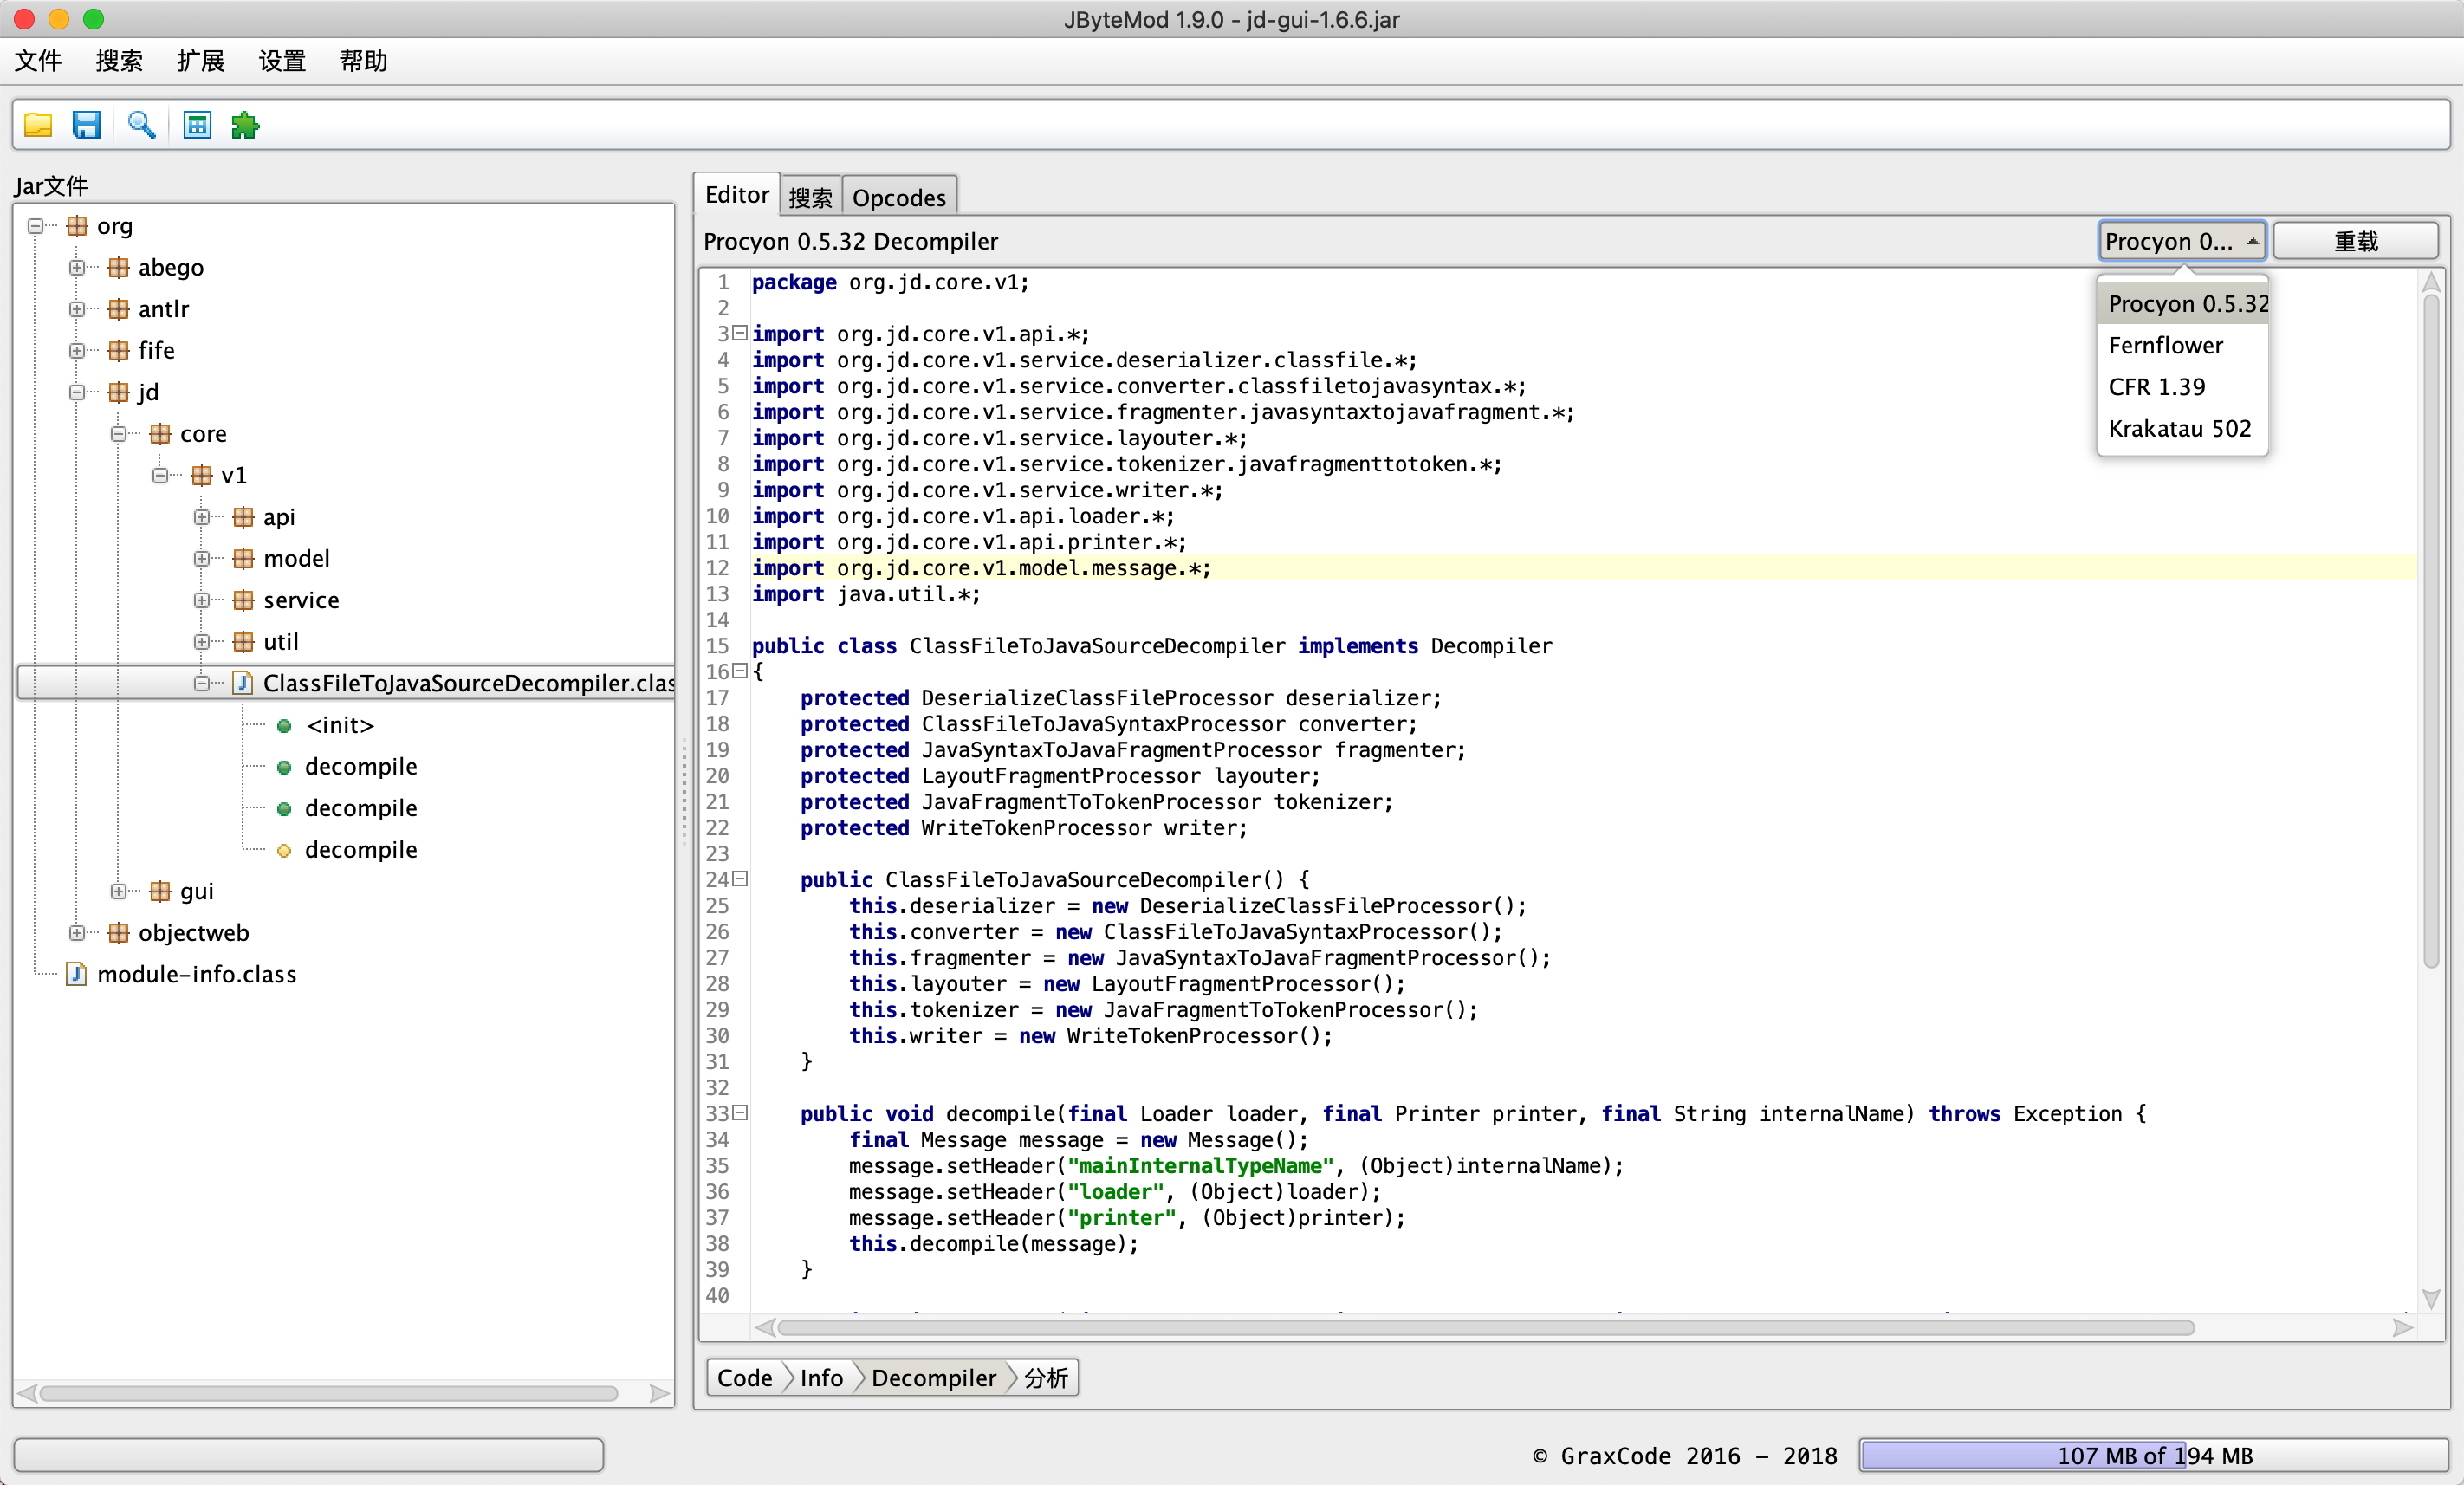 JByteMod 1.9.0 - jd-gui-1.6.6.jar
文件 搜索 扩展 设置 帮助
Jar文件
org
abego
antlr
fife
jd
core
v1
api
model
service
util
ClassFileToJavaSourceDecompiler.clas
<init>
decompile
decompile
decompile
gui
objectweb
module-info.class
Editor 搜索 Opcodes
Procyon 0.5.32 Decompiler
Procyon 0... 重载
Procyon 0.5.32
Fernflower
CFR 1.39
Krakatau 502
1 package org.jd.core.v1;
2
3 import org.jd.core.v1.api.*;
4 import org.jd.core.v1.service.deserializer.classfile.*;
5 import org.jd.core.v1.service.converter.classfiletojavasyntax.*;
6 import org.jd.core.v1.service.fragmenter.javasyntaxtojavafragment.*;
7 import org.jd.core.v1.service.layouter.*;
8 import org.jd.core.v1.service.tokenizer.javafragmenttotoken.*;
9 import org.jd.core.v1.service.writer.*;
10 import org.jd.core.v1.api.loader.*;
11 import org.jd.core.v1.api.printer.*;
12 import org.jd.core.v1.model.message.*;
13 import java.util.*;
14
15 public class ClassFileToJavaSourceDecompiler implements Decompiler
16 {
17 protected DeserializeClassFileProcessor deserializer;
18 protected ClassFileToJavaSyntaxProcessor converter;
19 protected JavaSyntaxToJavaFragmentProcessor fragmenter;
20 protected LayoutFragmentProcessor layouter;
21 protected JavaFragmentToTokenProcessor tokenizer;
22 protected WriteTokenProcessor writer;
23
24 public ClassFileToJavaSourceDecompiler() {
25 this.deserializer = new DeserializeClassFileProcessor();
26 this.converter = new ClassFileToJavaSyntaxProcessor();
27 this.fragmenter = new JavaSyntaxToJavaFragmentProcessor();
28 this.layouter = new LayoutFragmentProcessor();
29 this.tokenizer = new JavaFragmentToTokenProcessor();
30 this.writer = new WriteTokenProcessor();
31 }
32
33 public void decompile(final Loader loader, final Printer printer, final String internalName) throws Exception {
34 final Message message = new Message();
35 message.setHeader("mainInternalTypeName", (Object)internalName);
36 message.setHeader("loader", (Object)loader);
37 message.setHeader("printer", (Object)printer);
38 this.decompile(message);
39 }
40
Code Info Decompiler 分析
© GraxCode 2016 - 2018 107 MB of 194 MB